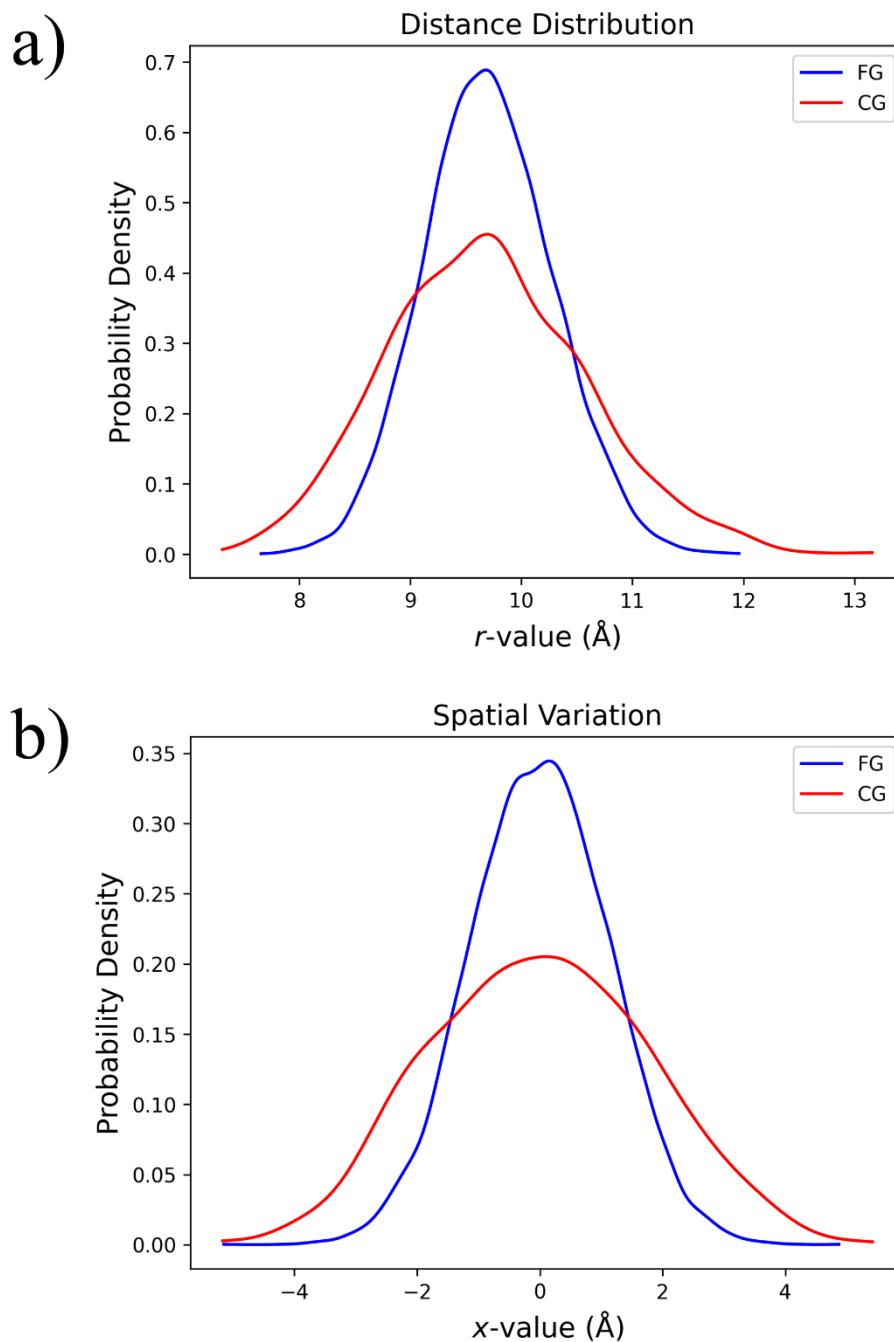 a)
Distance Distribution
FG
CG
Probability Density
0.7
0.6
0.5
0.4
0.3
0.2
0.1
0.0
8 9 10 11 12 13
r-value (Å)
b)
Spatial Variation
FG
CG
Probability Density
0.35
0.30
0.25
0.20
0.15
0.10
0.05
0.00
−4 −2 0 2 4
x-value (Å)